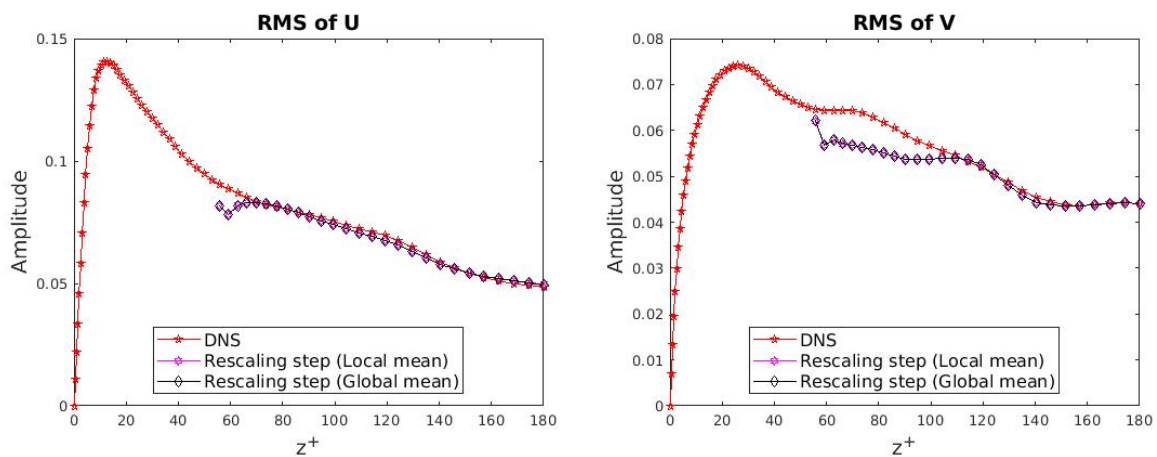 RMS of U
0.15
0.1
0.05
0
Amplitude
0 20 40 60 80 100 120 140 160 180
z+
DNS
Rescaling step (Local mean)
Rescaling step (Global mean)
RMS of V
0.08
0.07
0.06
0.05
0.04
0.03
0.02
0.01
0
Amplitude
0 20 40 60 80 100 120 140 160 180
z+
DNS
Rescaling step (Local mean)
Rescaling step (Global mean)